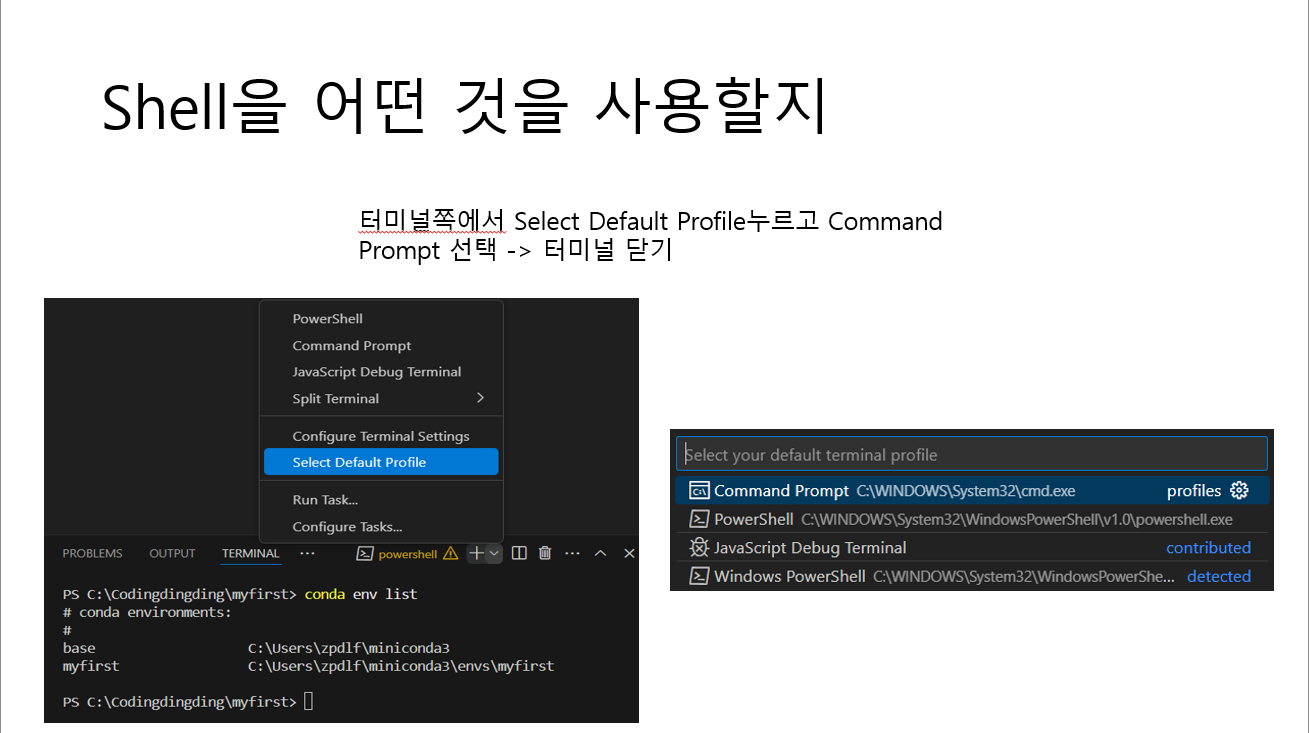 Shell을 어떤 것을 사용할지
터미널쪽에서 Select Default Profile누르고 Command
Prompt 선택 -> 터미널 닫기
PowerShell
Command Prompt
JavaScript Debug Terminal
Split Terminal
Configure Terminal Settings
Select Default Profile
Run Task...
Configure Tasks...
PROBLEMS OUTPUT TERMINAL ... powershell
PS C:\Codingdingding\myfirst> conda env list
# conda environments:
#
base C:\Users\zpdlf\miniconda3
myfirst C:\Users\zpdlf\miniconda3\envs\myfirst
PS C:\Codingdingding\myfirst>
Select your default terminal profile
Command Prompt C:\WINDOWS\System32\cmd.exe profiles
PowerShell C:\WINDOWS\System32\WindowsPowerShell\v1.0\powershell.exe
JavaScript Debug Terminal contributed
Windows PowerShell C:\WINDOWS\System32\WindowsPowerShe... detected